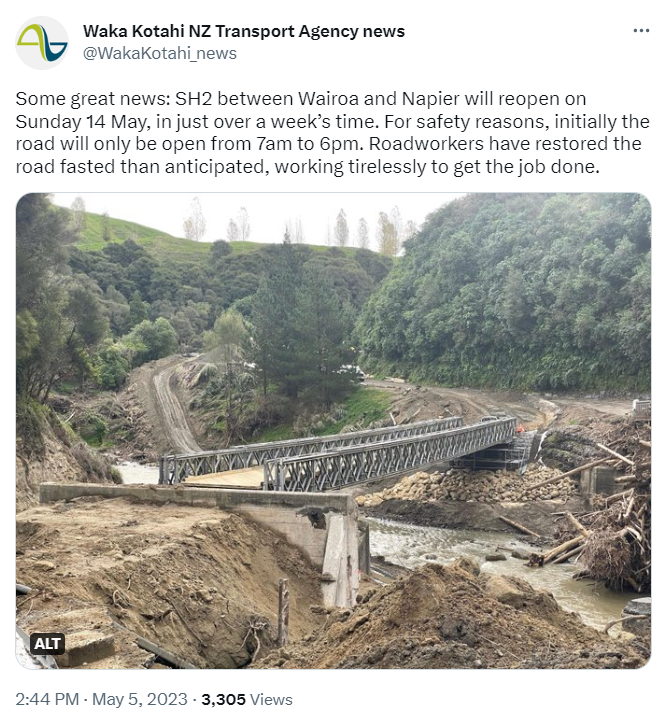 Waka Kotahi NZ Transport Agency news
@WakaKotahi_news
Some great news: SH2 between Wairoa and Napier will reopen on
Sunday 14 May, in just over a week’s time. For safety reasons, initially the
road will only be open from 7am to 6pm. Roadworkers have restored the
road fasted than anticipated, working tirelessly to get the job done.
ALT
2:44 PM · May 5, 2023 · 3,305 Views